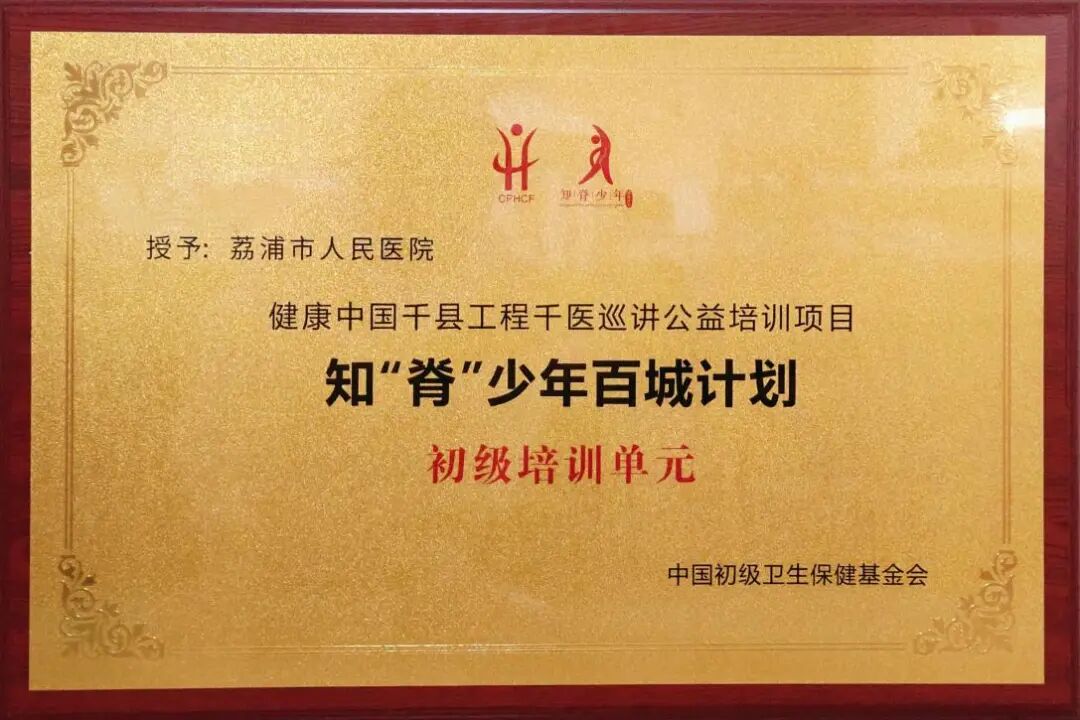 CPHCF
知脊少年
授予: 荔浦市人民医院
健康中国千县工程千医巡讲公益培训项目
知“脊”少年百城计划
初级培训单元
中国初级卫生保健基金会